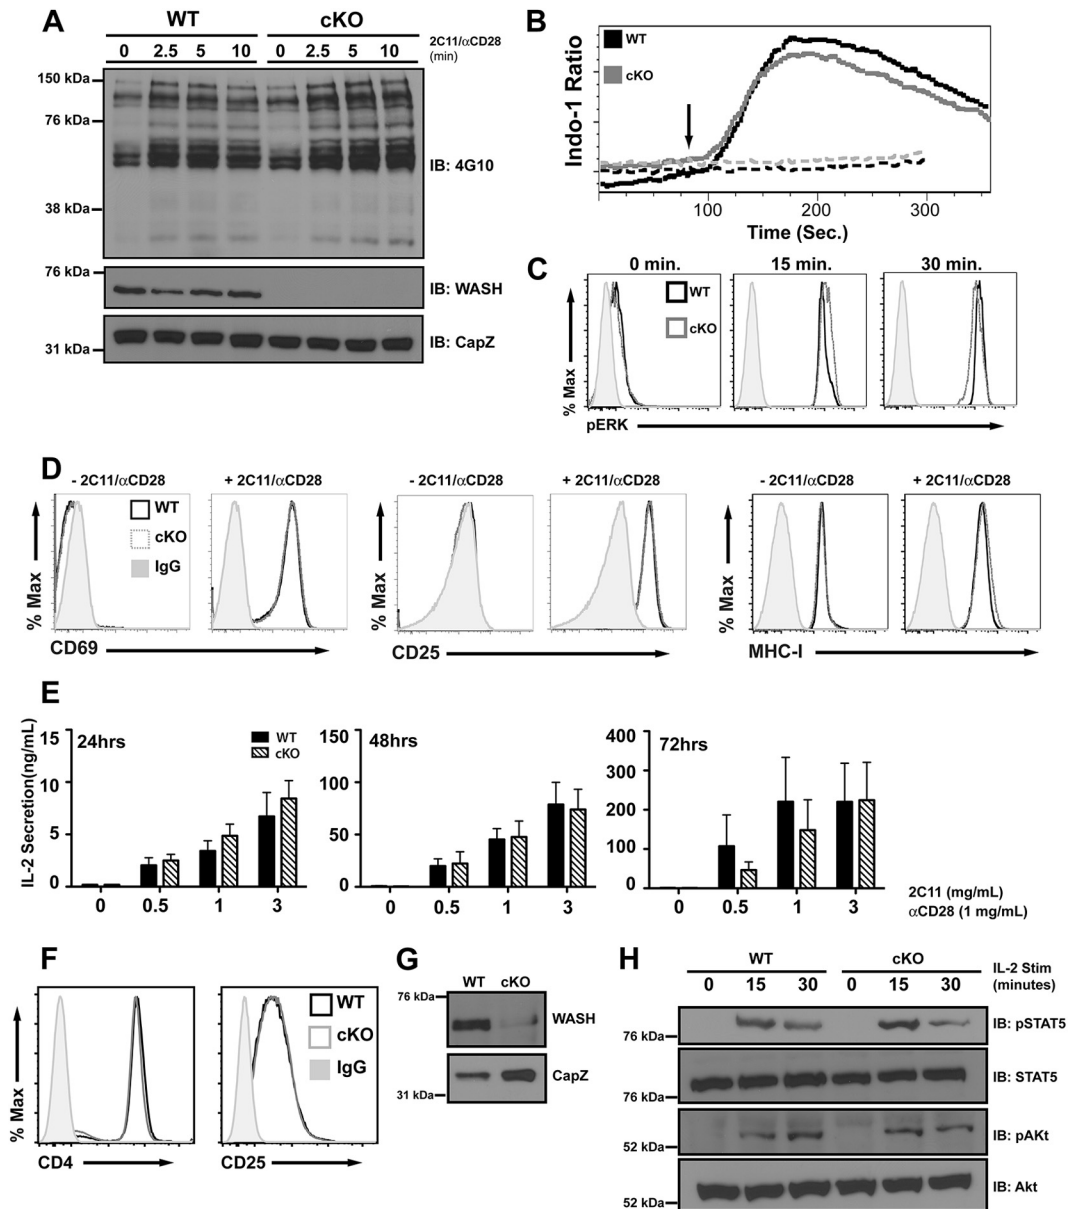 A
WT
cKO
0 2.5 5 10 0 2.5 5 10
2C11/αCD28
(min)
150 kDa
76 kDa
IB: 4G10
38 kDa
76 kDa
IB: WASH
IB: CapZ
31 kDa
B
WT
cKO
Indo-1 Ratio
100 200 300
Time (Sec.)
C
0 min. 15 min. 30 min.
WT
cKO
% Max
pERK
D
- 2C11/αCD28 + 2C11/αCD28 - 2C11/αCD28 + 2C11/αCD28 - 2C11/αCD28 + 2C11/αCD28
WT
cKO
IgG
% Max
% Max
% Max
CD69
CD25
MHC-I
E
IL-2 Secretion(ng/mL)
15
10
5
0
24hrs
WT
cKO
0 0.5 1 3
150
100
50
0
48hrs
0 0.5 1 3
400
300
200
100
0
72hrs
0 0.5 1 3
2C11 (mg/mL)
αCD28 (1 mg/mL)
F
WT
cKO
IgG
% Max
CD4
CD25
G
WT cKO
76 kDa
WASH
CapZ
31 kDa
H
WT cKO
0 15 30 0 15 30
IL-2 Stim
(minutes)
IB: pSTAT5
76 kDa
IB: STAT5
76 kDa
IB: pAKt
52 kDa
IB: Akt
52 kDa